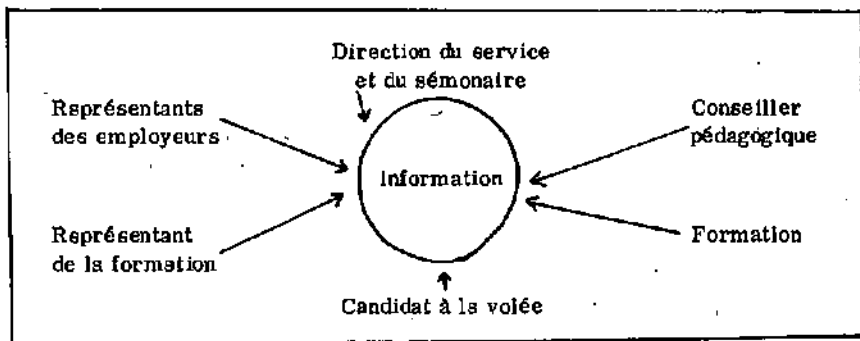 Direction du service
et du sémonaire
Représentants
des employeurs
Conseiller
pédagogique
Information
Représentant
de la formation
Formation
Candidat à la volée